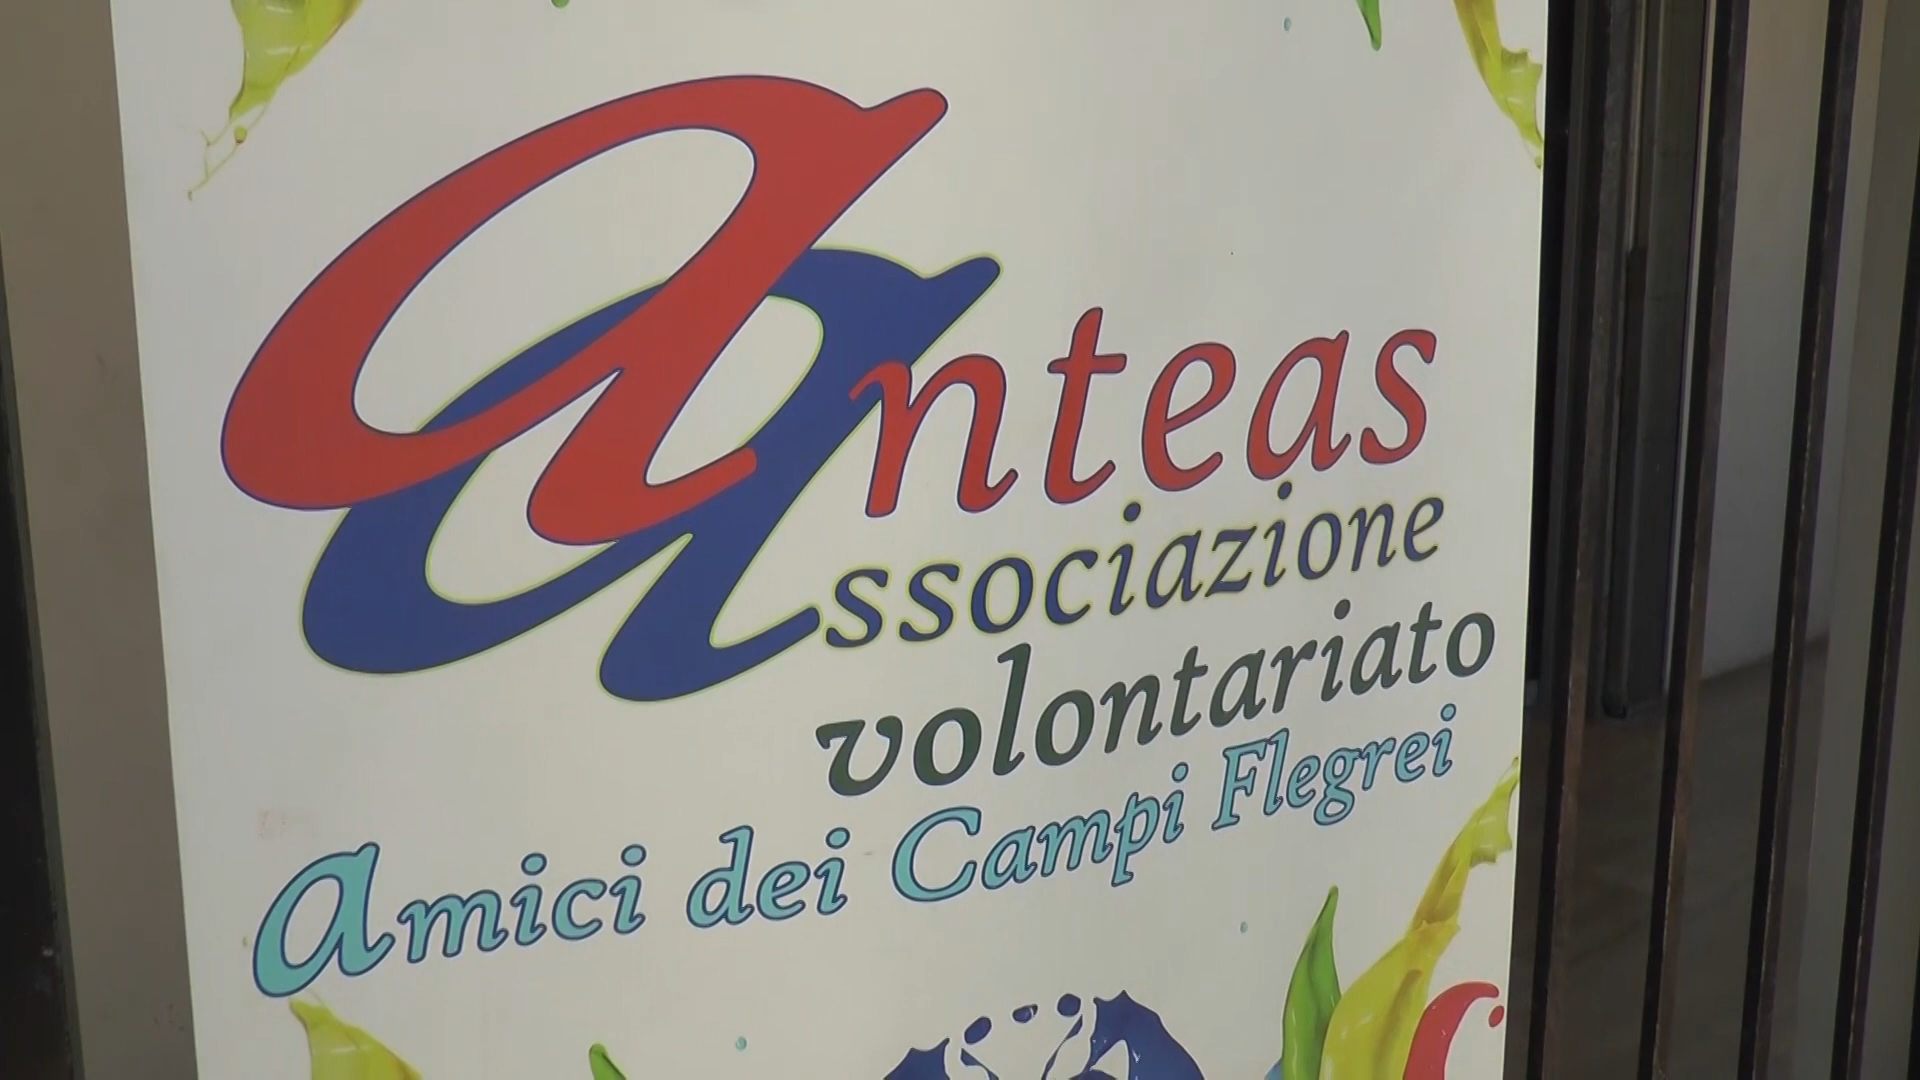 anteas
associazione
volontariato
amici dei Campi Flegrei